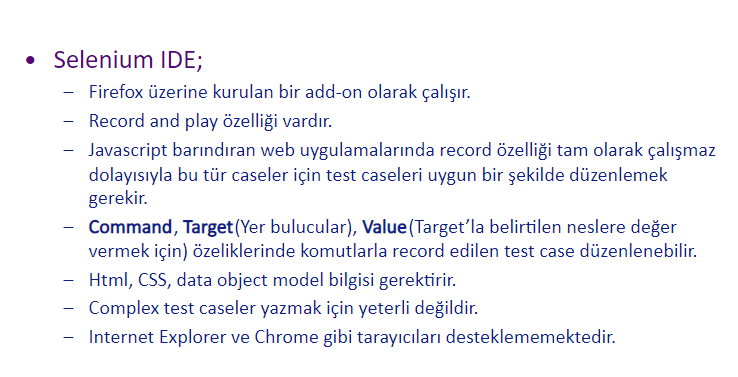 • Selenium IDE;
– Firefox üzerine kurulan bir add-on olarak çalışır.
– Record and play özelliği vardır.
– Javascript barındıran web uygulamalarında record özelliği tam olarak çalışmaz
dolayısıyla bu tür caseler için test caseleri uygun bir şekilde düzenlemek
gerekir.
– Command, Target(Yer bulucular), Value(Target’la belirtilen neslere değer
vermek için) özeliklerinde komutlarla record edilen test case düzenlenebilir.
– Html, CSS, data object model bilgisi gerektirir.
– Complex test caseler yazmak için yeterli değildir.
– Internet Explorer ve Chrome gibi tarayıcıları desteklememektedir.